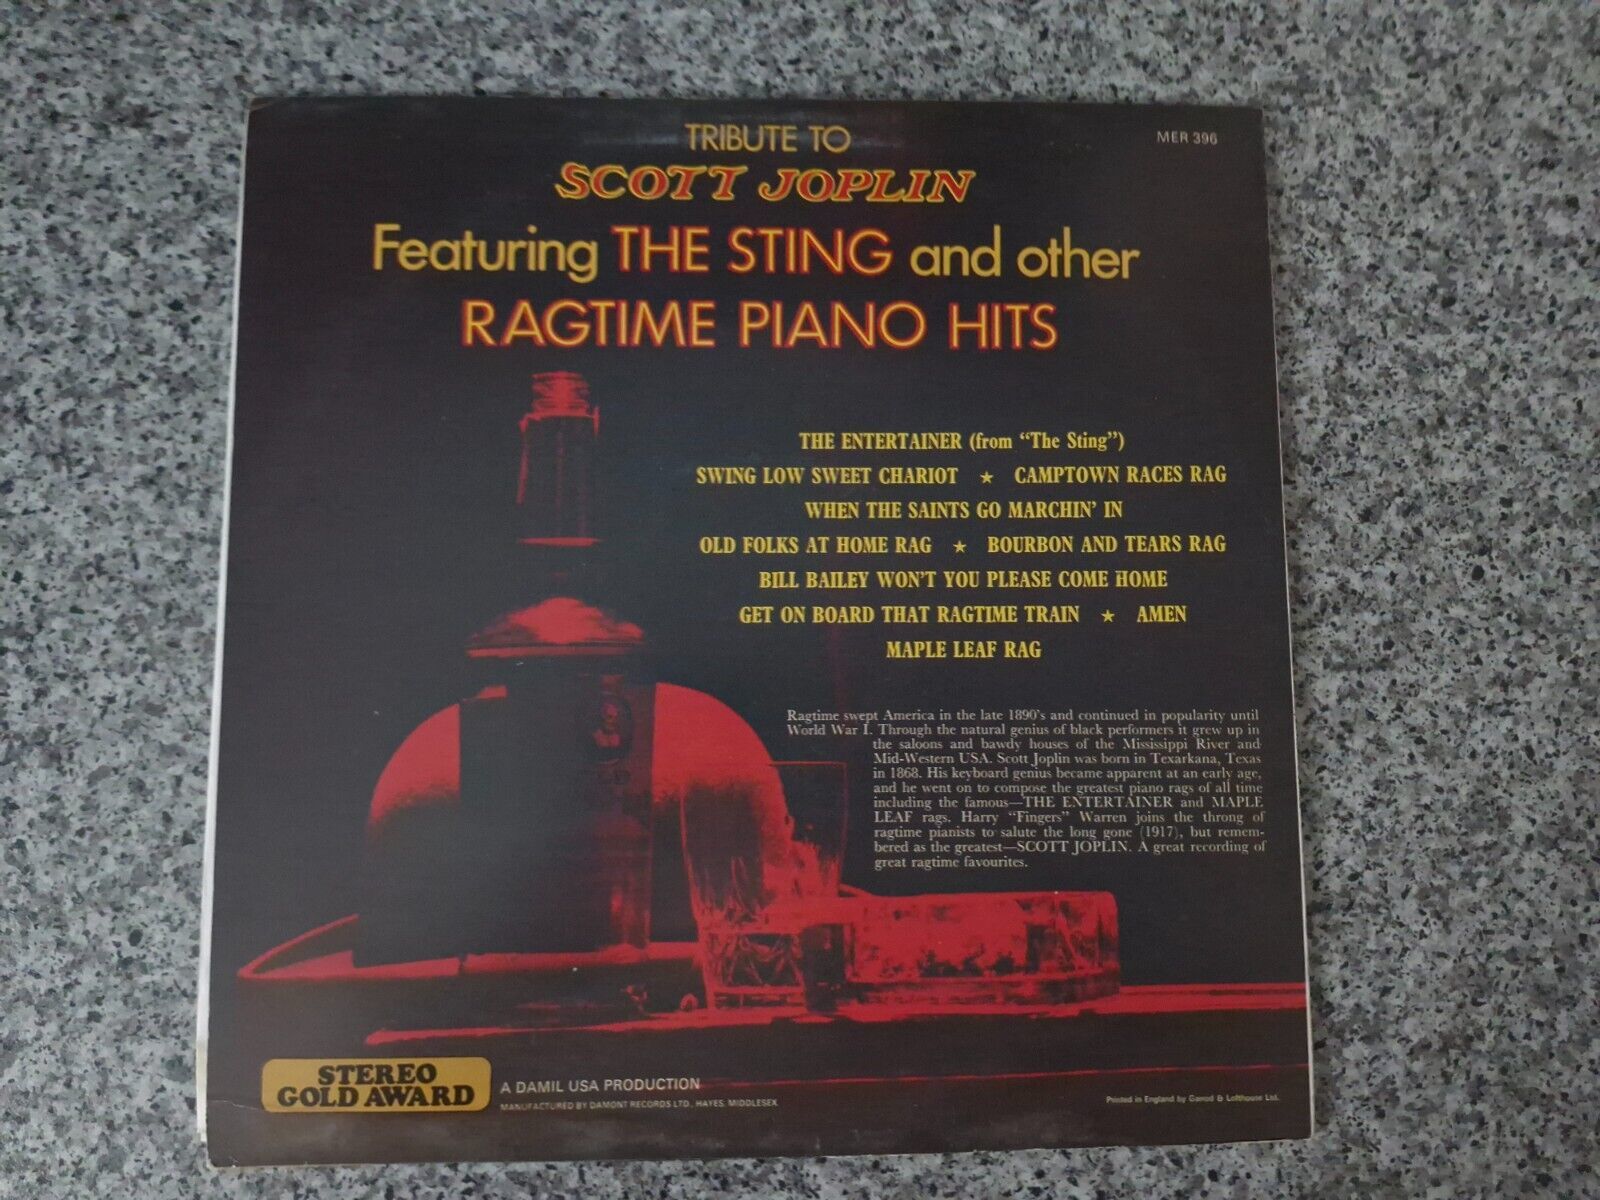 TRIBUTE TO
MER 396
SCOTT JOPLIN
Featuring THE STING and other
RAGTIME PIANO HITS
THE ENTERTAINER (from “The Sting”)
SWING LOW SWEET CHARIOT ★ CAMPTOWN RACES RAG
WHEN THE SAINTS GO MARCHIN’ IN
OLD FOLKS AT HOME RAG ★ BOURBON AND TEARS RAG
BILL BAILEY WON’T YOU PLEASE COME HOME
GET ON BOARD THAT RAGTIME TRAIN ★ AMEN
MAPLE LEAF RAG
Ragtime swept America in the late 1890’s and continued in popularity until
World War I. Through the natural genius of black performers it grew up in
the saloons and bawdy houses of the Mississippi River and
Mid-Western USA. Scott Joplin was born in Texarkana, Texas
in 1868. His keyboard genius became apparent at an early age,
and he went on to compose the greatest piano rags of all time
including the famous—THE ENTERTAINER and MAPLE
LEAF rags. Harry “Fingers” Warren joins the throng of
ragtime pianists to salute the long gone (1917), but remem-
bered as the greatest—SCOTT JOPLIN. A great recording of
great ragtime favourites.
STEREO
GOLD AWARD
A DAMIL USA PRODUCTION
MANUFACTURED BY DAMONT RECORDS LTD., HAYES, MIDDLESEX.
Printed in England by Garrod & Lofthouse Ltd.